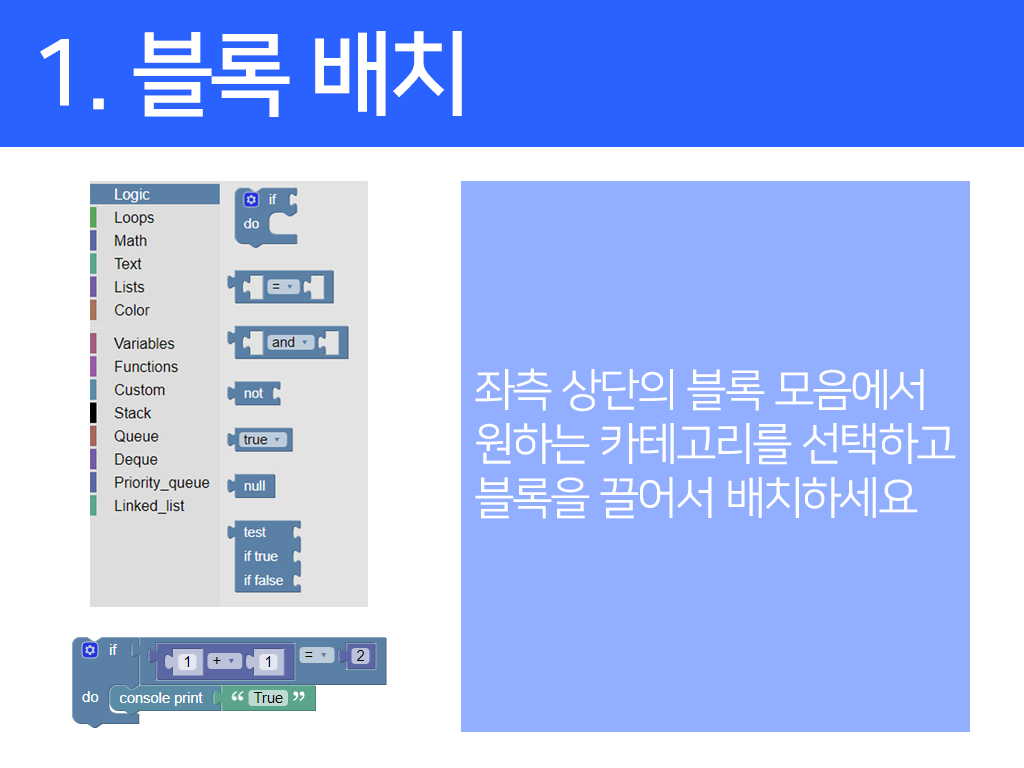 1. 블록 배치
Logic
Loops
Math
Text
Lists
Color
Variables
Functions
Custom
Stack
Queue
Deque
Priority_queue
Linked_list
if
do
=
and
not
true
null
test
if true
if false
if 1 + 1 = 2
do console print “ True ”
좌측 상단의 블록 모음에서
원하는 카테고리를 선택하고
블록을 끌어서 배치하세요